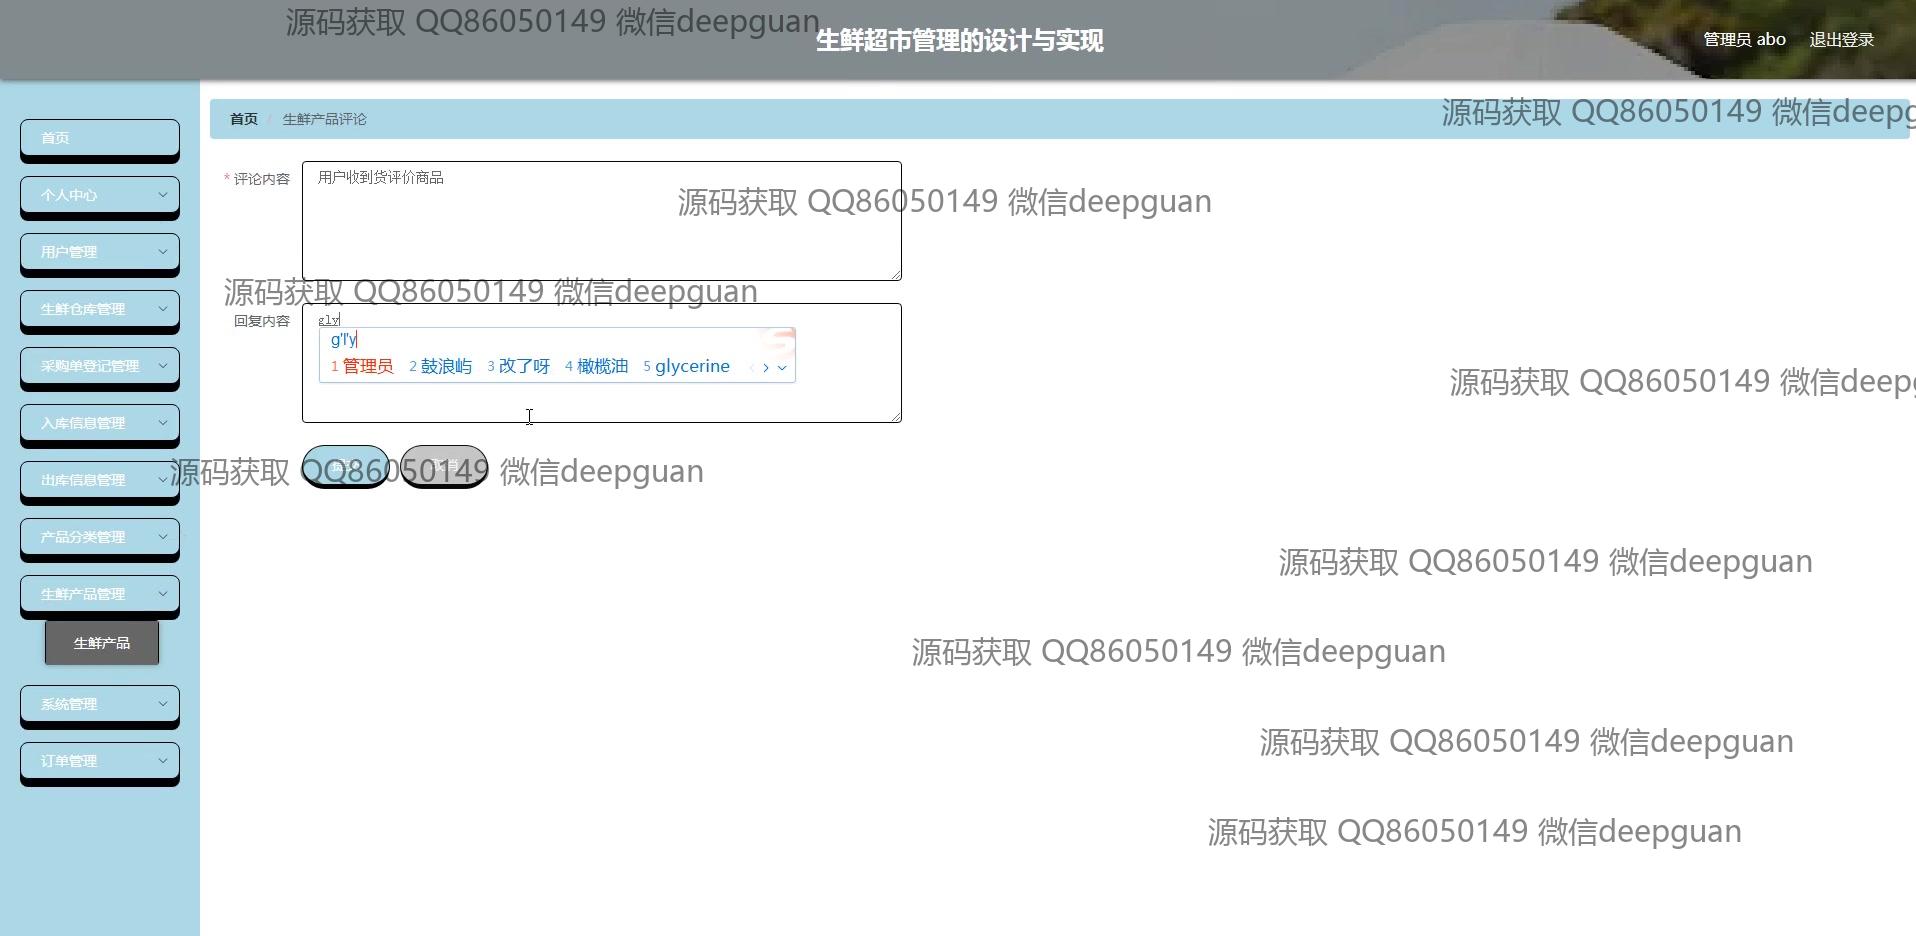 源码获取 QQ86050149 微信deepguan
生鲜超市管理的设计与实现
管理员 abo
退出登录
首页
个人中心
用户管理
生鲜仓库管理
采购单登记管理
入库信息管理
出库信息管理
产品分类管理
生鲜产品管理
生鲜产品
系统管理
订单管理
首页 / 生鲜产品评论
源码获取 QQ86050149 微信deepg
* 评论内容
用户收到货评价商品
源码获取 QQ86050149 微信deepguan
源码获取 QQ86050149 微信deepguan
回复内容
gly
g'l'y
1 管理员 2 鼓浪屿 3 改了呀 4 橄榄油 5 glycerine
源码获取 QQ86050149 微信deepg
源码获取 QQ86050149 微信deepguan
源码获取 QQ86050149 微信deepguan
源码获取 QQ86050149 微信deepguan
源码获取 QQ86050149 微信deepguan
源码获取 QQ86050149 微信deepguan